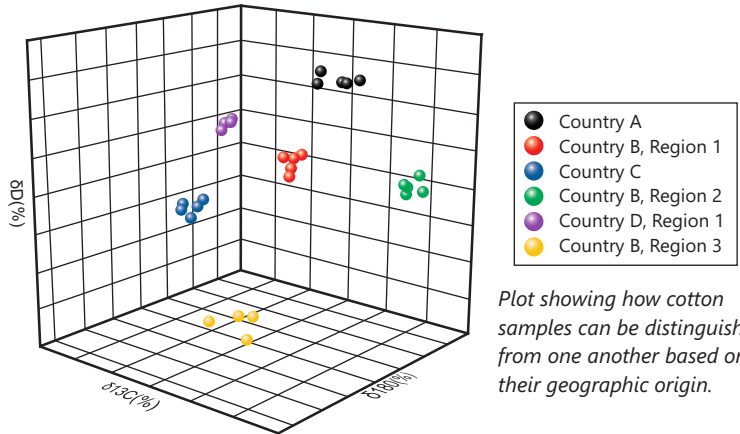 δD(%)
δ13C(%)
δ180(%)
Country A
Country B, Region 1
Country C
Country B, Region 2
Country D, Region 1
Country B, Region 3
Plot showing how cotton
samples can be distinguish
from one another based on
their geographic origin.